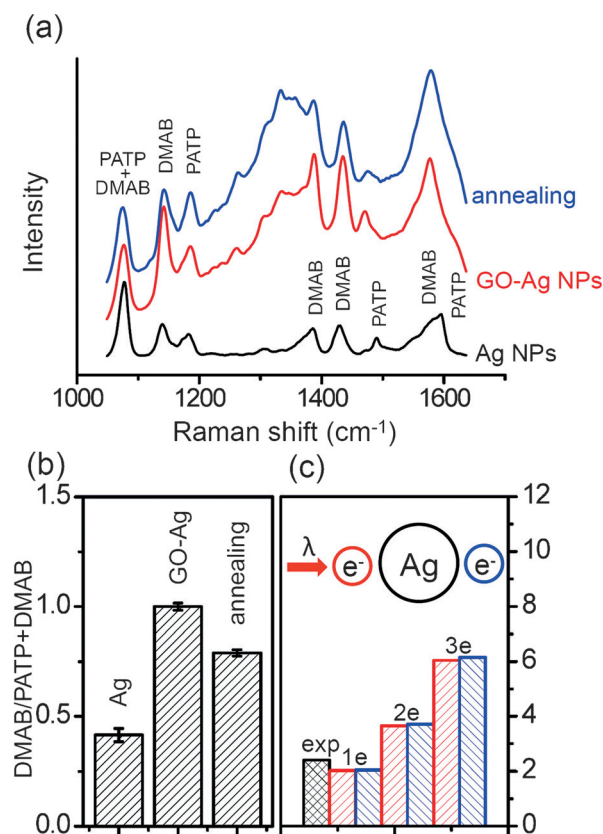 (a)
Intensity
PATP
+
DMAB
DMAB
PATP
annealing
GO-Ag NPs
DMAB
DMAB
PATP
DMAB
PATP
Ag NPs
1000 1200 1400 1600
Raman shift (cm-1)
(b)
DMAB/PATP+DMAB
1.5
1.0
0.5
0.0
Ag
GO-Ag
annealing
(c)
λ
e-
Ag
e-
exp
1e
2e
3e
12
10
8
6
4
2
0